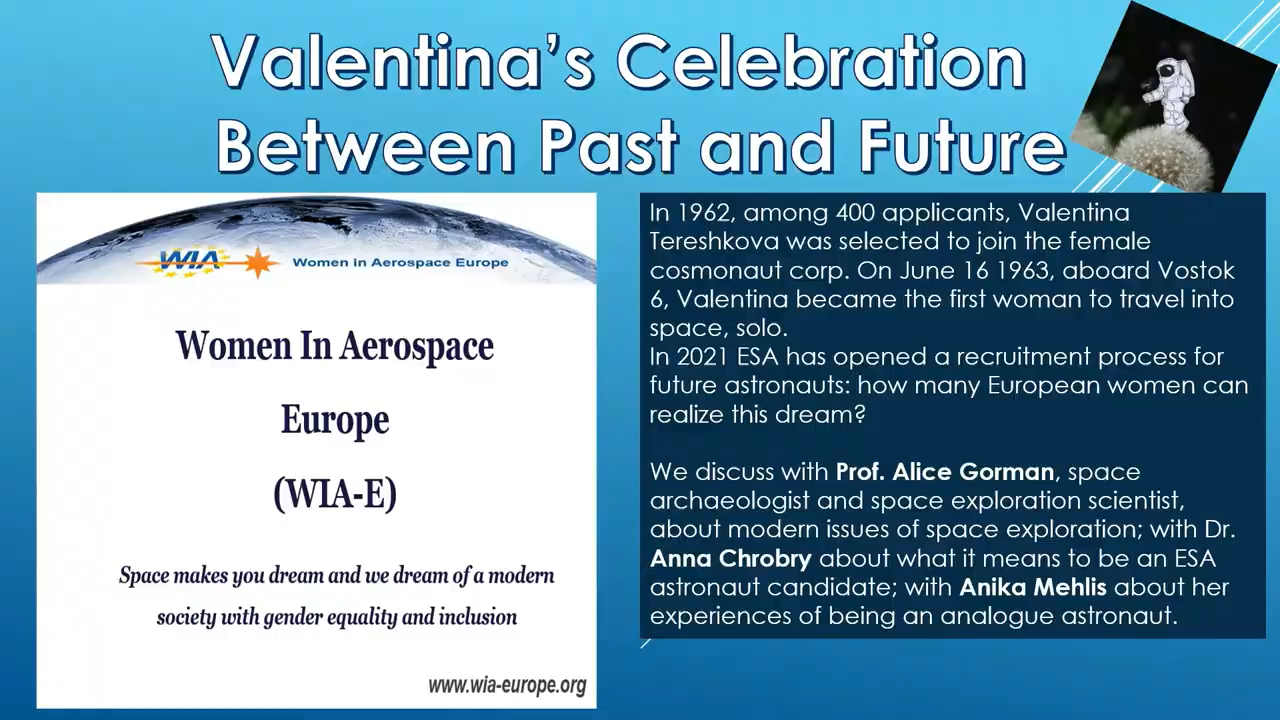 Valentina's Celebration
Between Past and Future
WIA
Women in Aerospace Europe
Women In Aerospace
Europe
(WIA-E)
Space makes you dream and we dream of a modern
society with gender equality and inclusion
www.wia-europe.org
In 1962, among 400 applicants, Valentina
Tereshkova was selected to join the female
cosmonaut corp. On June 16 1963, aboard Vostok
6, Valentina became the first woman to travel into
space, solo.
In 2021 ESA has opened a recruitment process for
future astronauts: how many European women can
realize this dream?
We discuss with Prof. Alice Gorman, space
archaeologist and space exploration scientist,
about modern issues of space exploration; with Dr.
Anna Chrobry about what it means to be an ESA
astronaut candidate; with Anika Mehlis about her
experiences of being an analogue astronaut.